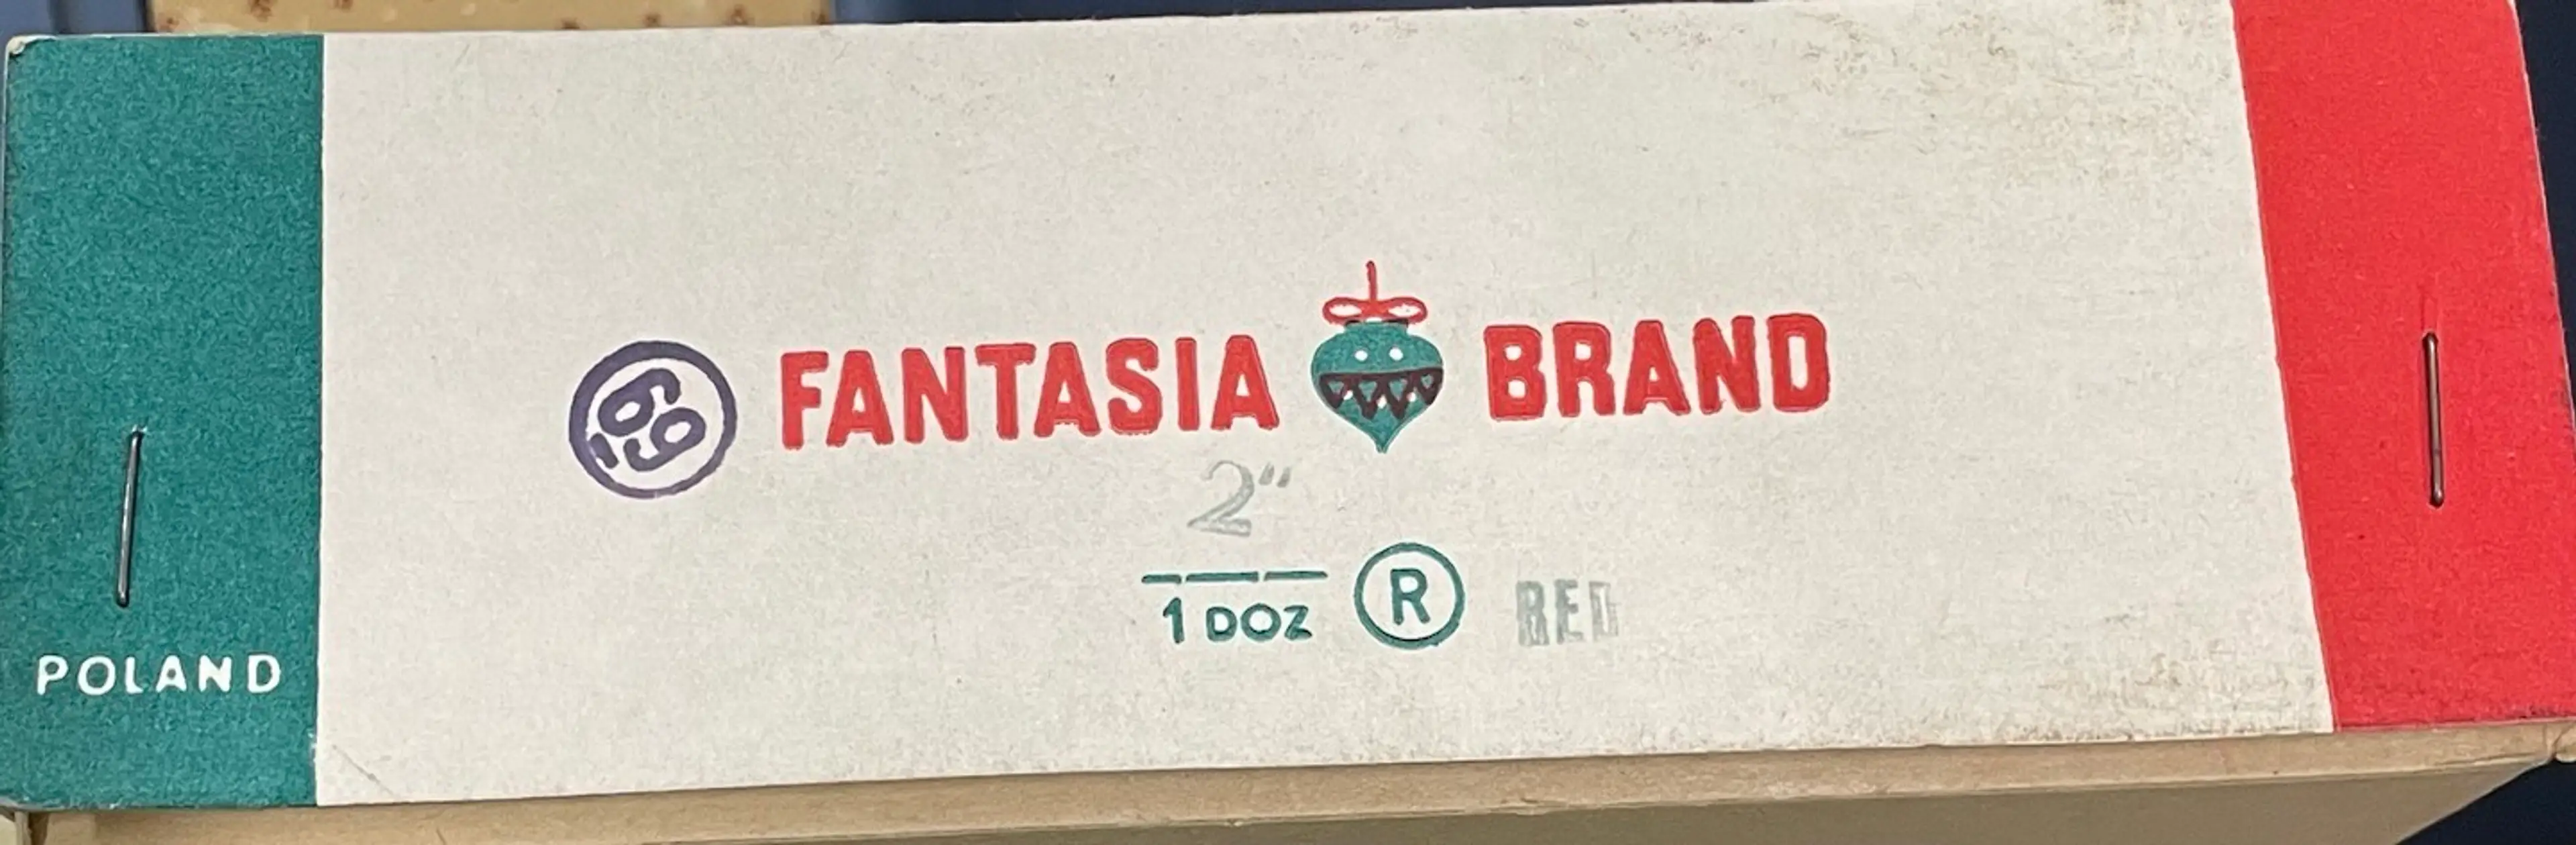 69
FANTASIA BRAND
2"
1 DOZ R RED
POLAND